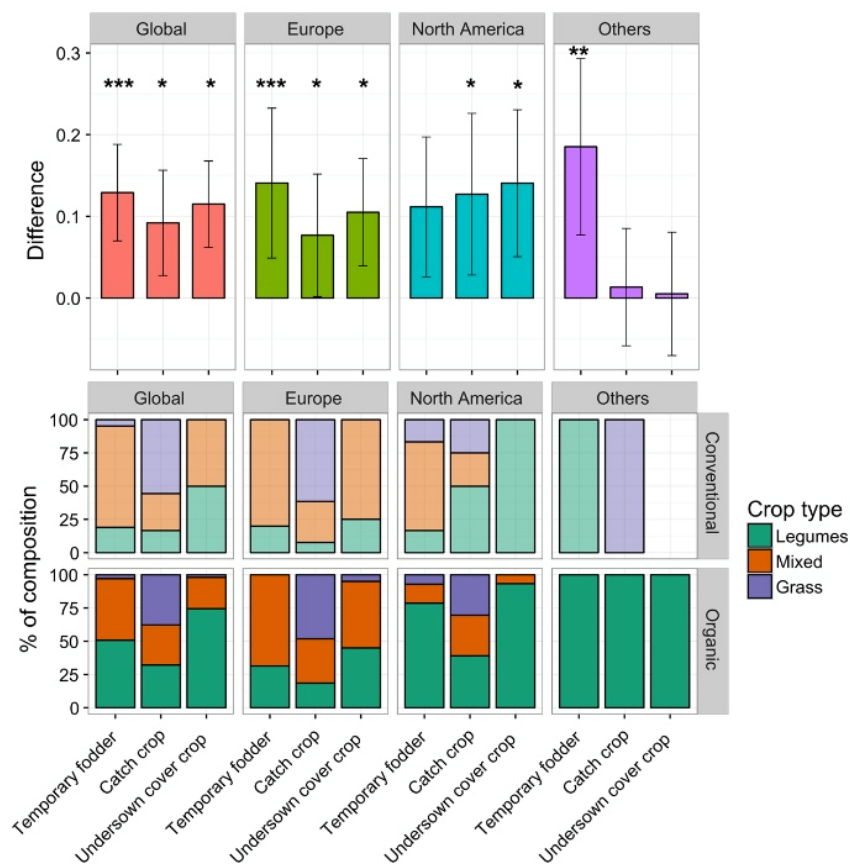 Global Europe North America Others
Difference
0.3
0.2
0.1
0.0
*** * *
*** * *
* *
**
Global Europe North America Others
% of composition
100
75
50
25
0
Conventional
100
75
50
25
0
Organic
Crop type
Legumes
Mixed
Grass
Temporary fodder
Catch crop
Undersown cover crop
Temporary fodder
Catch crop
Undersown cover crop
Temporary fodder
Catch crop
Undersown cover crop
Temporary fodder
Catch crop
Undersown cover crop